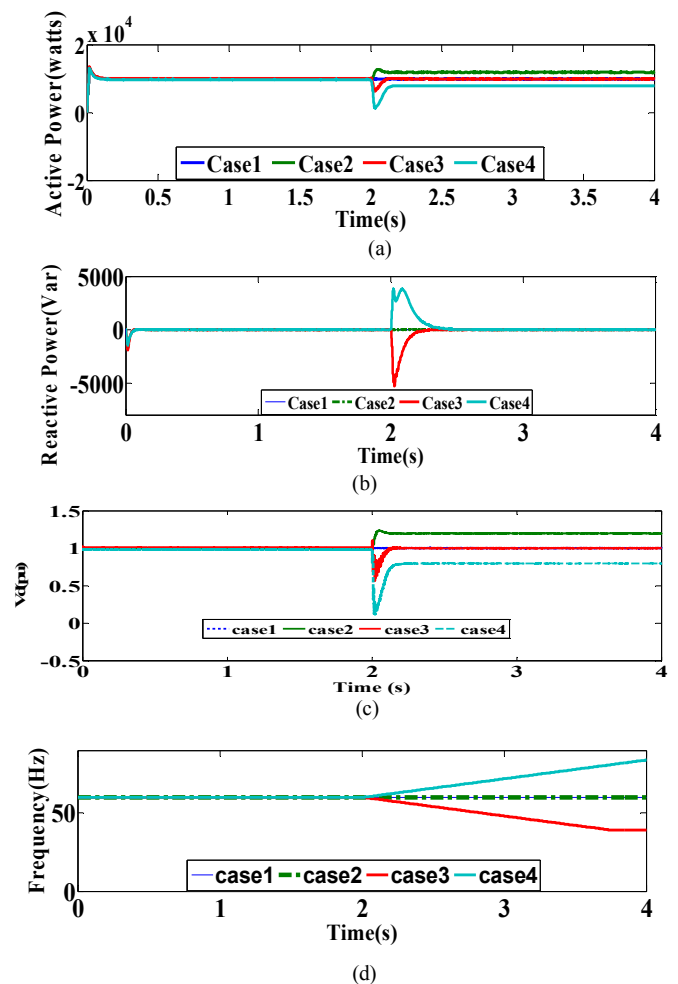 x 10^4
2
0
-2
Active Power(watts)
Case1 Case2 Case3 Case4
0 0.5 1 1.5 2 2.5 3 3.5 4
Time(s)
(a)
5000
0
-5000
Reactive Power(Var)
Case1 Case2 Case3 Case4
0 1 2 3 4
Time(s)
(b)
1.5
1
0.5
0
-0.5
Vd(pu)
case1 case2 case3 case4
0 1 2 3 4
Time (s)
(c)
50
0
Frequency(Hz)
case1 case2 case3 case4
0 1 2 3 4
Time(s)
(d)